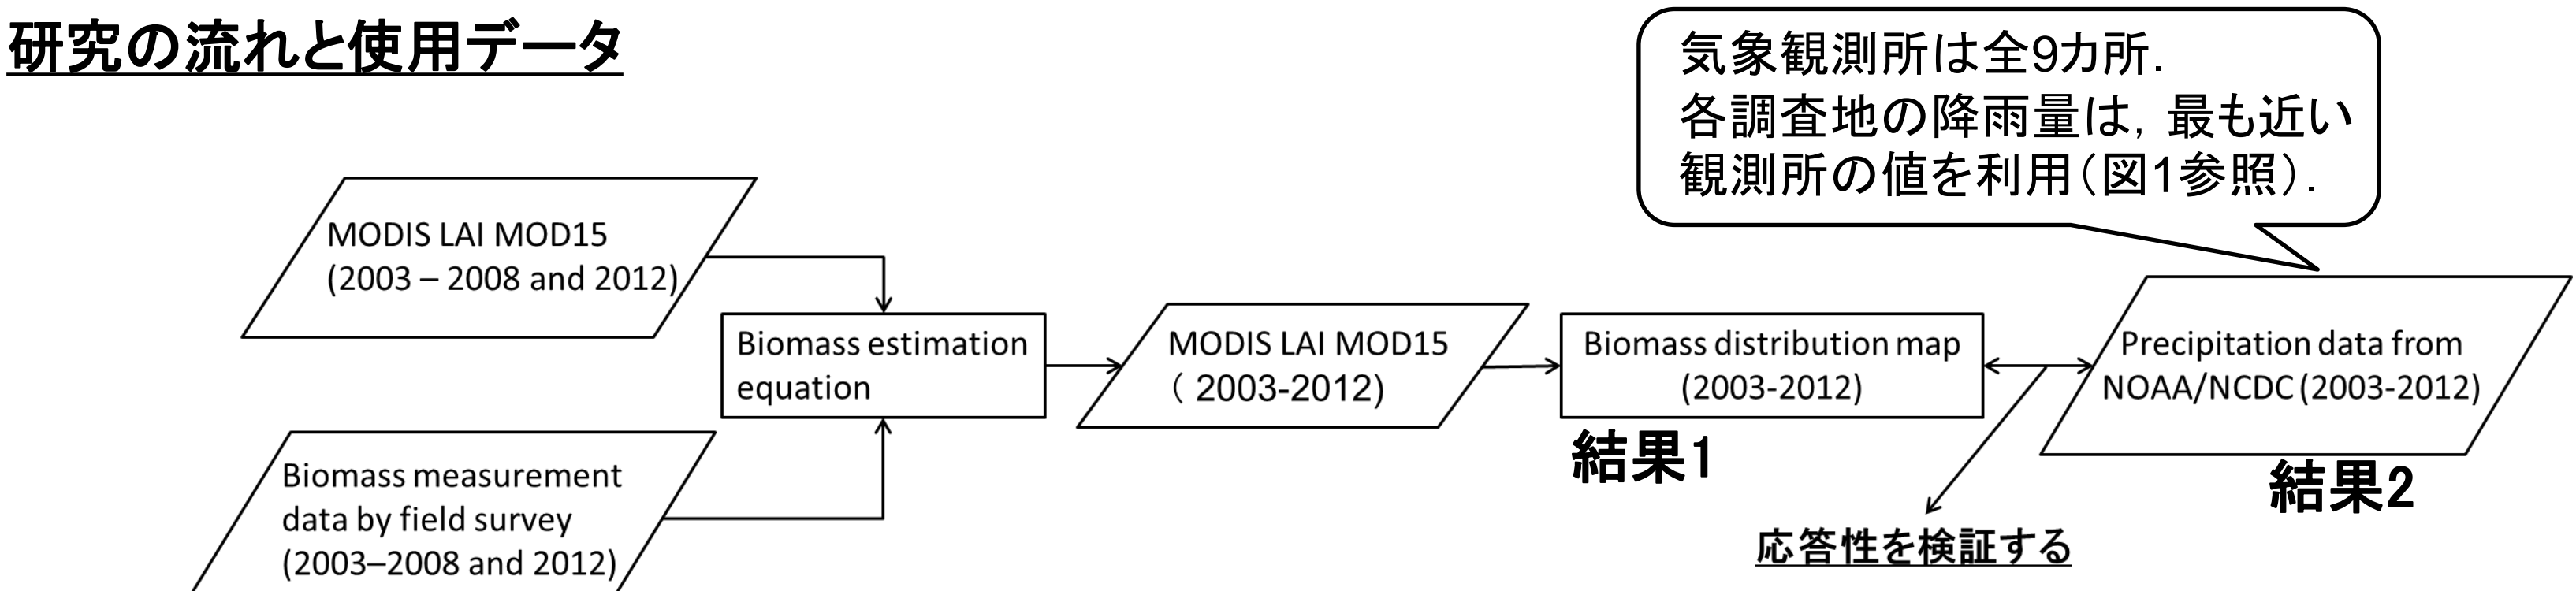 研究の流れと使用データ
気象観測所は全9カ所.
各調査地の降雨量は, 最も近い
観測所の値を利用(図1参照).
MODIS LAI MOD15
(2003 – 2008 and 2012)
Biomass measurement
data by field survey
(2003–2008 and 2012)
Biomass estimation
equation
MODIS LAI MOD15
( 2003-2012)
Biomass distribution map
(2003-2012)
結果1
Precipitation data from
NOAA/NCDC (2003-2012)
結果2
応答性を検証する